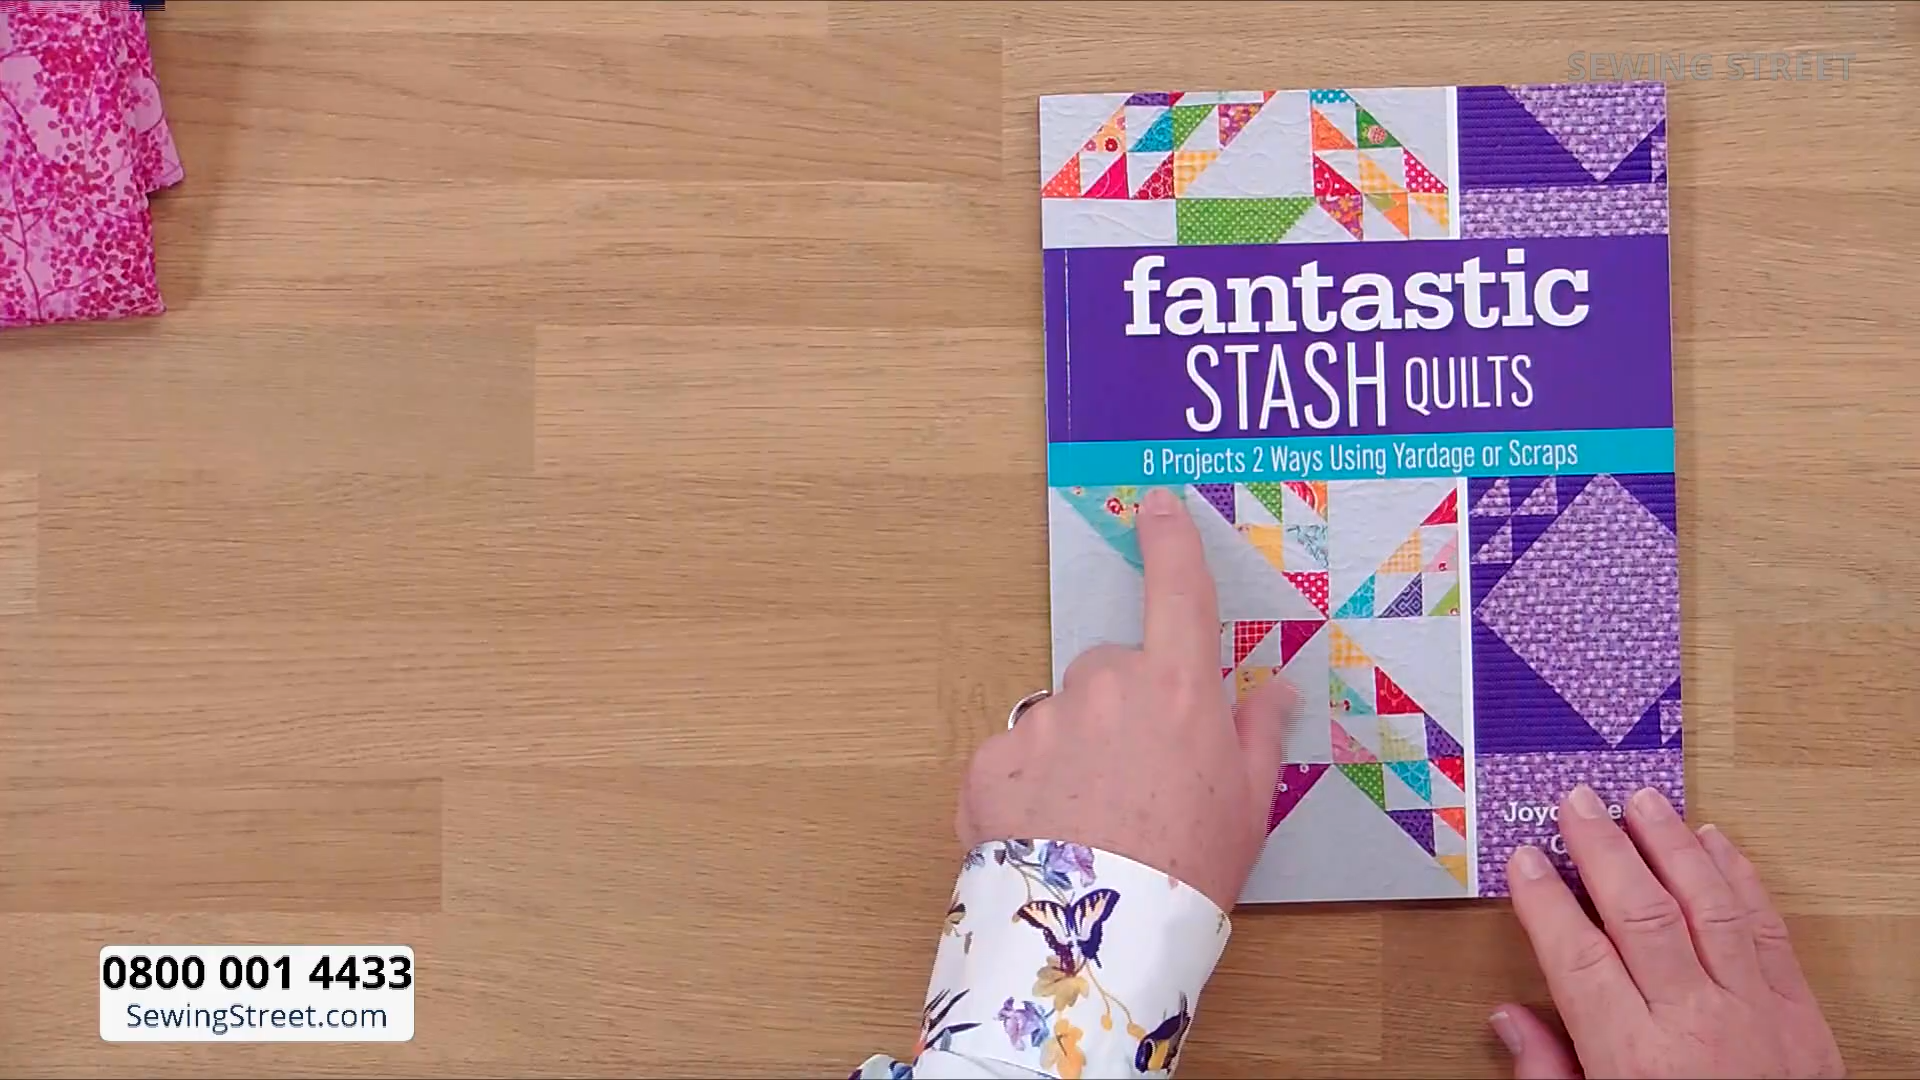 SEWING STREET
fantastic
STASH QUILTS
8 Projects 2 Ways Using Yardage or Scraps
0800 001 4433
SewingStreet.com